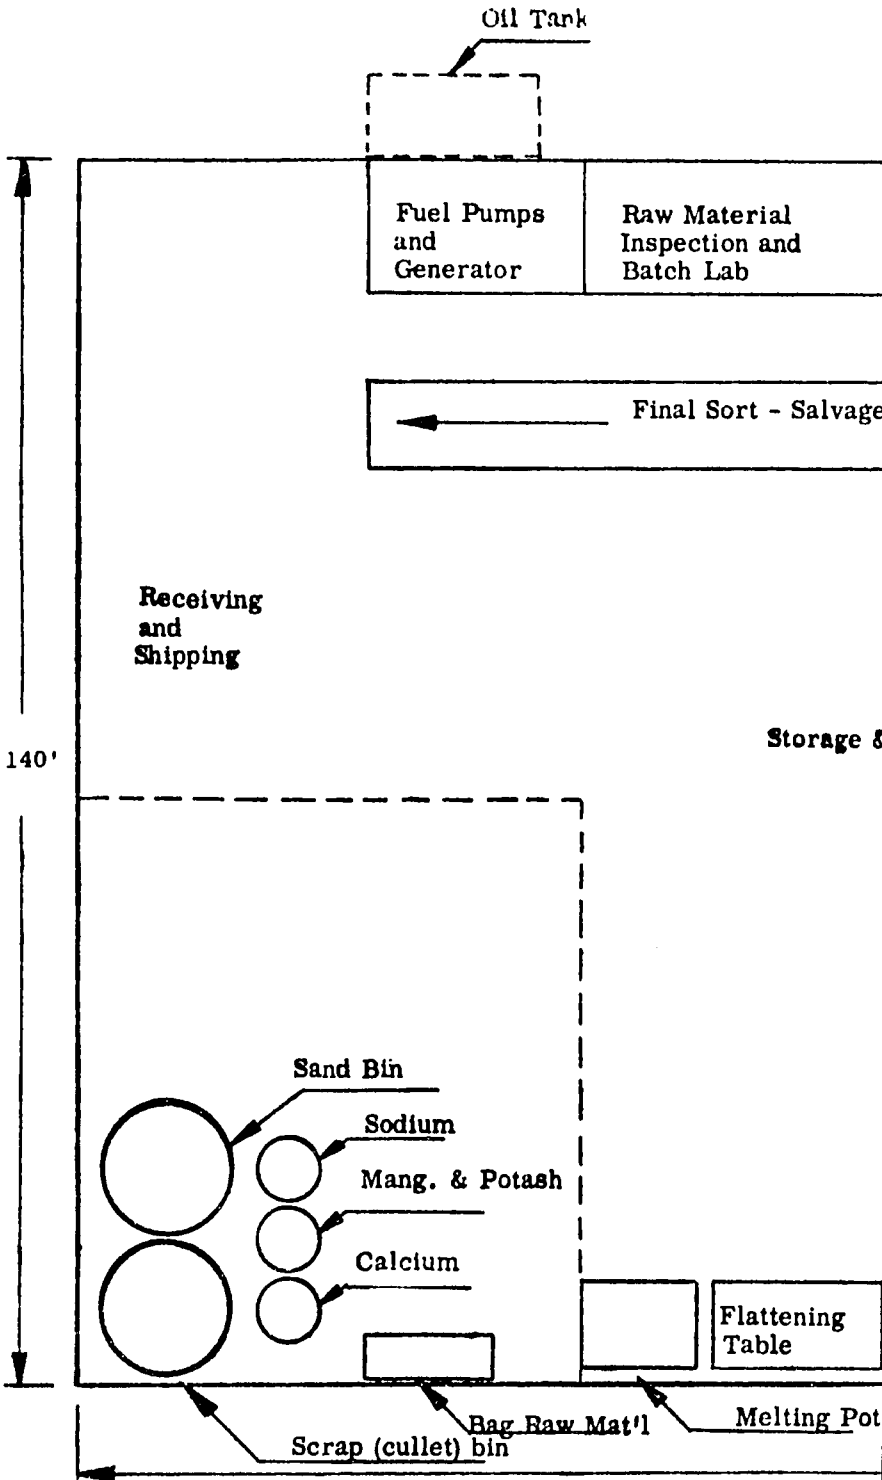 Oil Tank
Fuel Pumps
and
Generator
Raw Material
Inspection and
Batch Lab
Final Sort - Salvage
Receiving
and
Shipping
Storage &
140'
Sand Bin
Sodium
Mang. & Potash
Calcium
Flattening
Table
Bag Raw Mat'l
Melting Pot
Scrap (cullet) bin